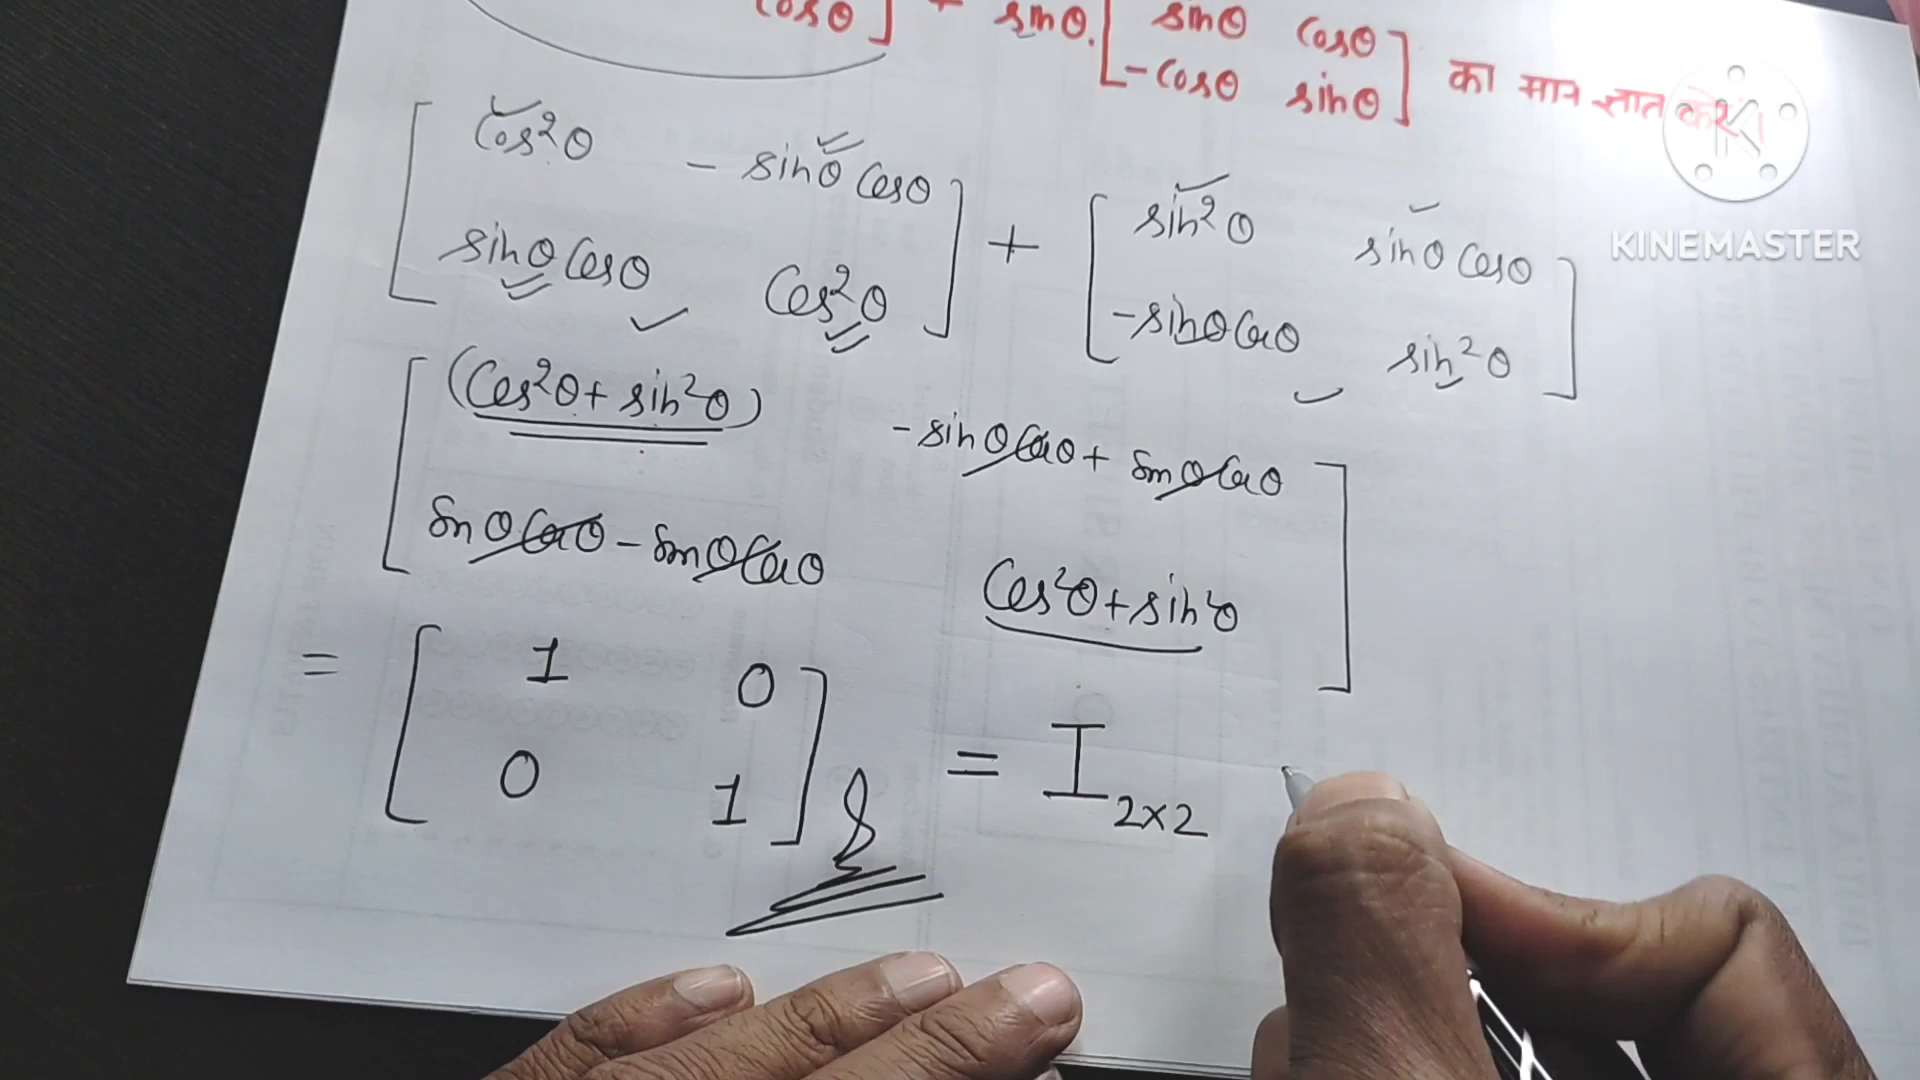 cosθ ] + sinθ. [ sinθ cosθ
-cosθ sinθ ] का मान ज्ञात करें।
KINEMASTER
[ cos²θ - sinθ cosθ
sinθ cosθ cos²θ ] + [ sin²θ sinθ cosθ
-sinθ cosθ sin²θ ]
[ (cos²θ + sin²θ) - sinθ cosθ + sinθ cosθ
sinθ cosθ - sinθ cosθ cos²θ + sin²θ ]
= [ 1 0
0 1 ] = I 2×2